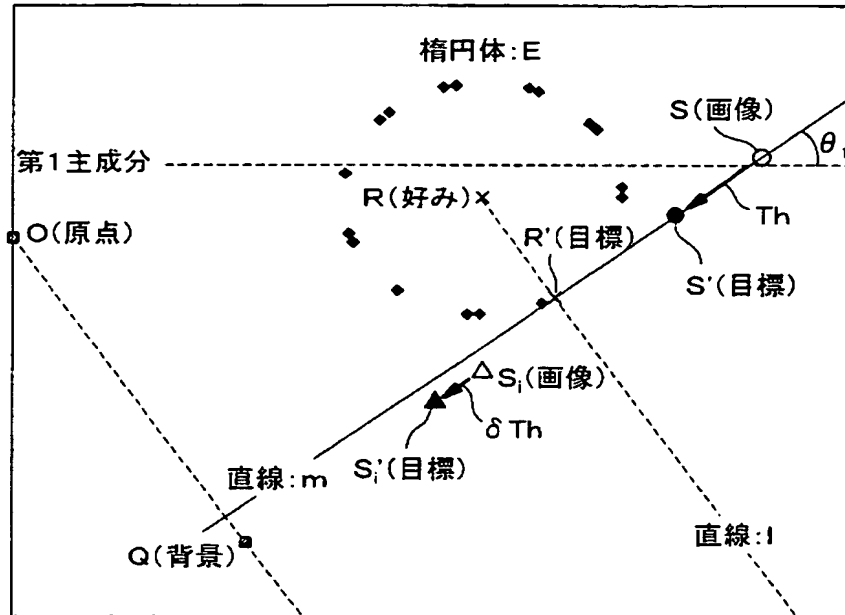 楕円体:E
S(画像)
θ1
第1主成分
R(好み)
Th
O(原点)
R'(目標)
S'(目標)
Si(画像)
δTh
Si'(目標)
直線:m
直線:l
Q(背景)